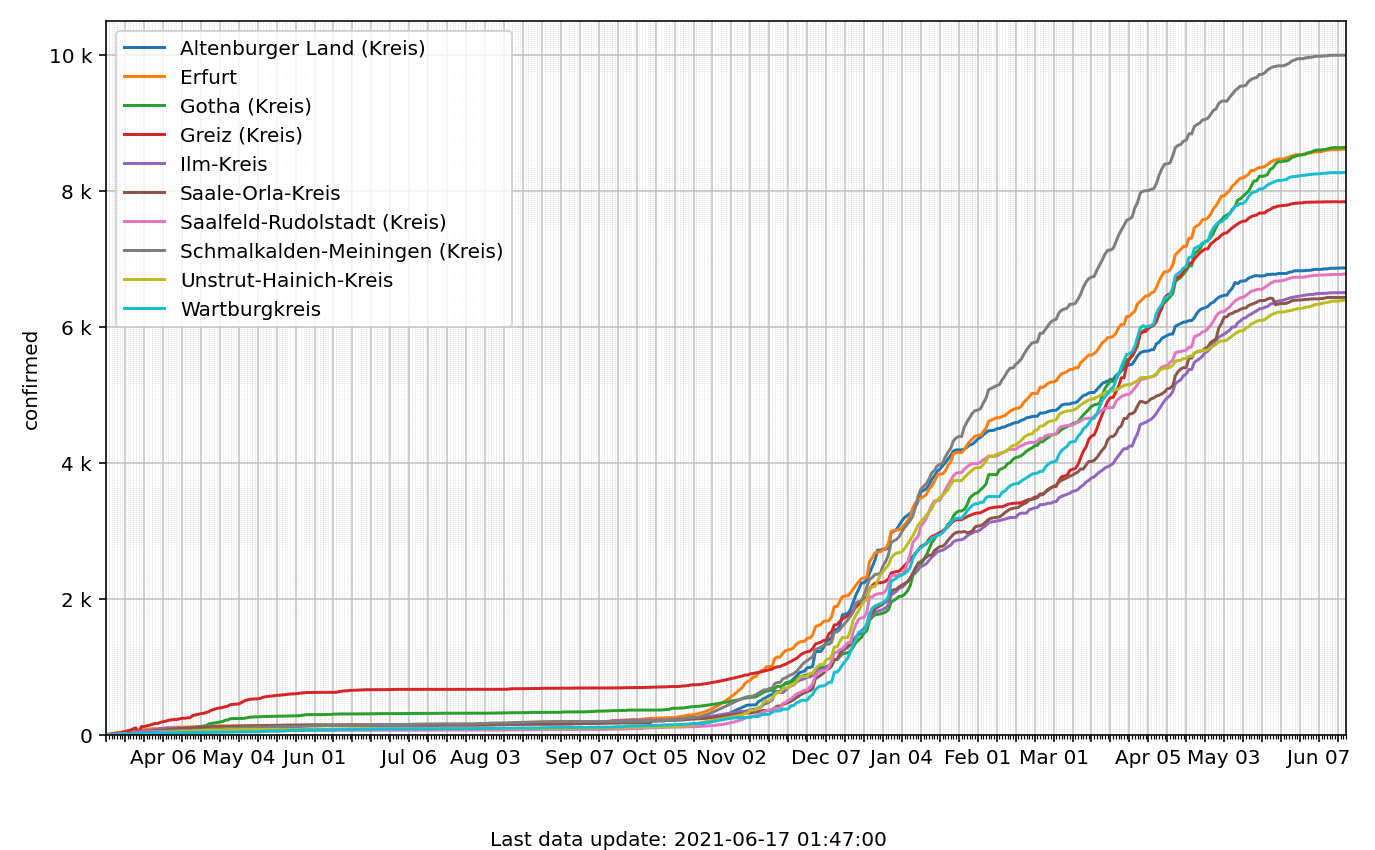 10 k
8 k
6 k
4 k
2 k
0
confirmed
Altenburger Land (Kreis)
Erfurt
Gotha (Kreis)
Greiz (Kreis)
Ilm-Kreis
Saale-Orla-Kreis
Saalfeld-Rudolstadt (Kreis)
Schmalkalden-Meiningen (Kreis)
Unstrut-Hainich-Kreis
Wartburgkreis
Apr 06 May 04 Jun 01 Jul 06 Aug 03 Sep 07 Oct 05 Nov 02 Dec 07 Jan 04 Feb 01 Mar 01 Apr 05 May 03 Jun 07
Last data update: 2021-06-17 01:47:00